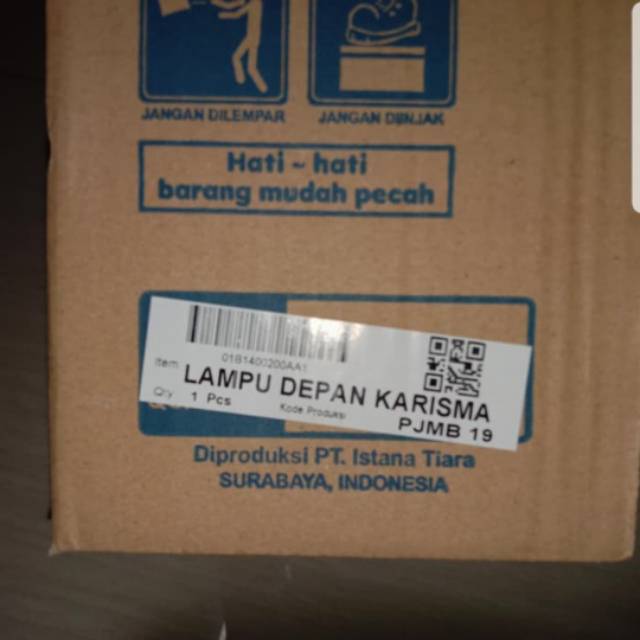 JANGAN DILEMPAR
JANGAN DIINJAK
Hati - hati
barang mudah pecah
01B1400200AA1
Item LAMPU DEPAN KARISMA
Qty 1 Pcs Kode Produksi PJMB 19
Diproduksi PT. Istana Tiara
SURABAYA, INDONESIA